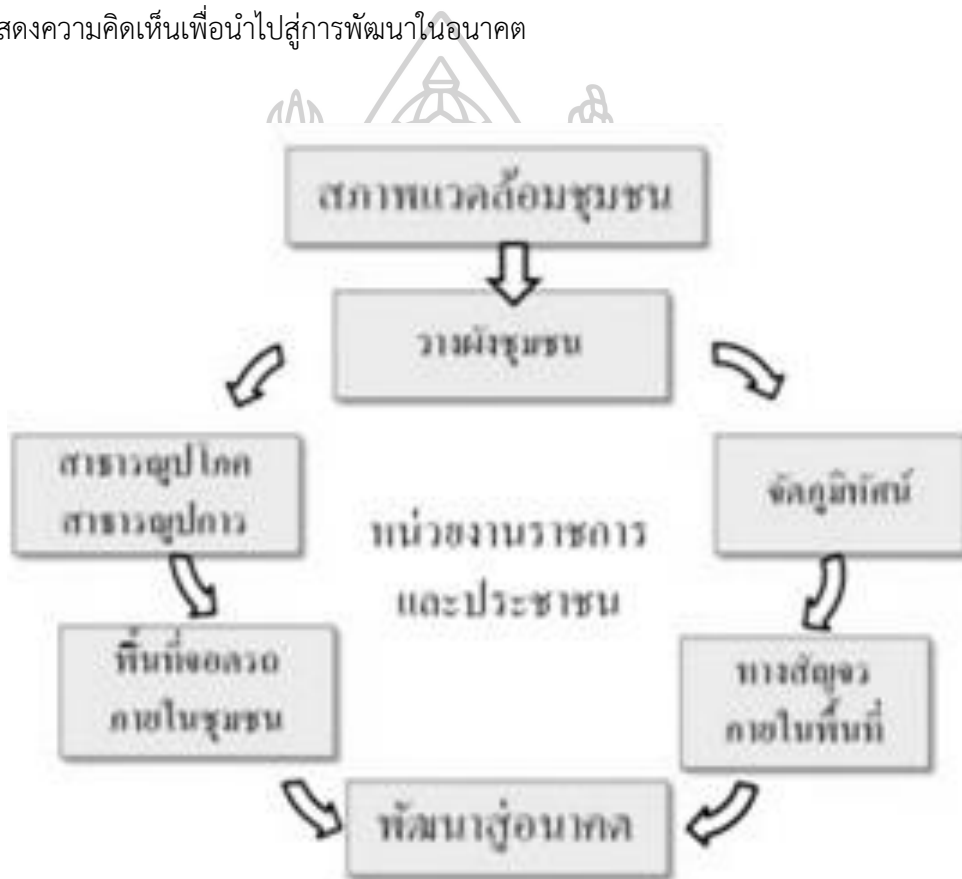 สดงความคิดเห็นเพื่อนำไปสู่การพัฒนาในอนาคต
สภาพแวดล้อมชุมชน
วางผังชุมชน
สาธารณูปโภค
สาธารณูปการ
จัดภูมิทัศน์
หน่วยงานราชการ
และประชาชน
พื้นที่จอดรถ
ภายในชุมชน
ทางสัญจร
ภายในพื้นที่
พัฒนาสู่อนาคต